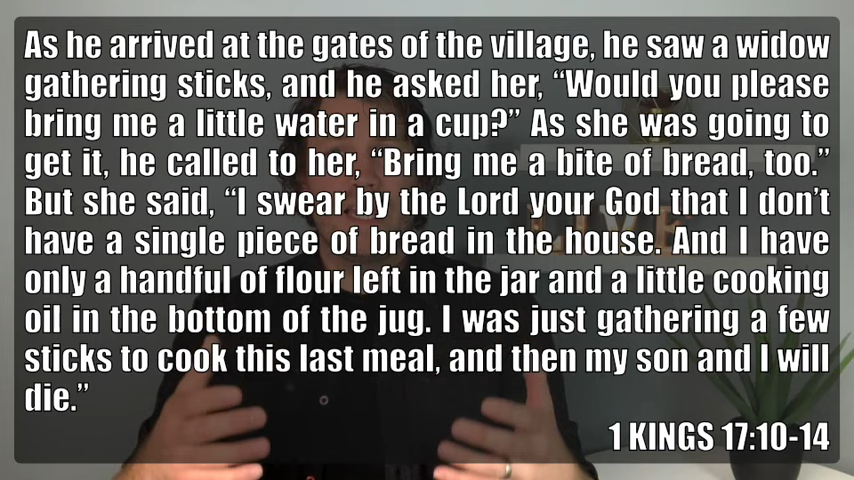 As he arrived at the gates of the village, he saw a widow
gathering sticks, and he asked her, “Would you please
bring me a little water in a cup?” As she was going to
get it, he called to her, “Bring me a bite of bread, too.”
But she said, “I swear by the Lord your God that I don’t
have a single piece of bread in the house. And I have
only a handful of flour left in the jar and a little cooking
oil in the bottom of the jug. I was just gathering a few
sticks to cook this last meal, and then my son and I will
die.”
1 KINGS 17:10-14